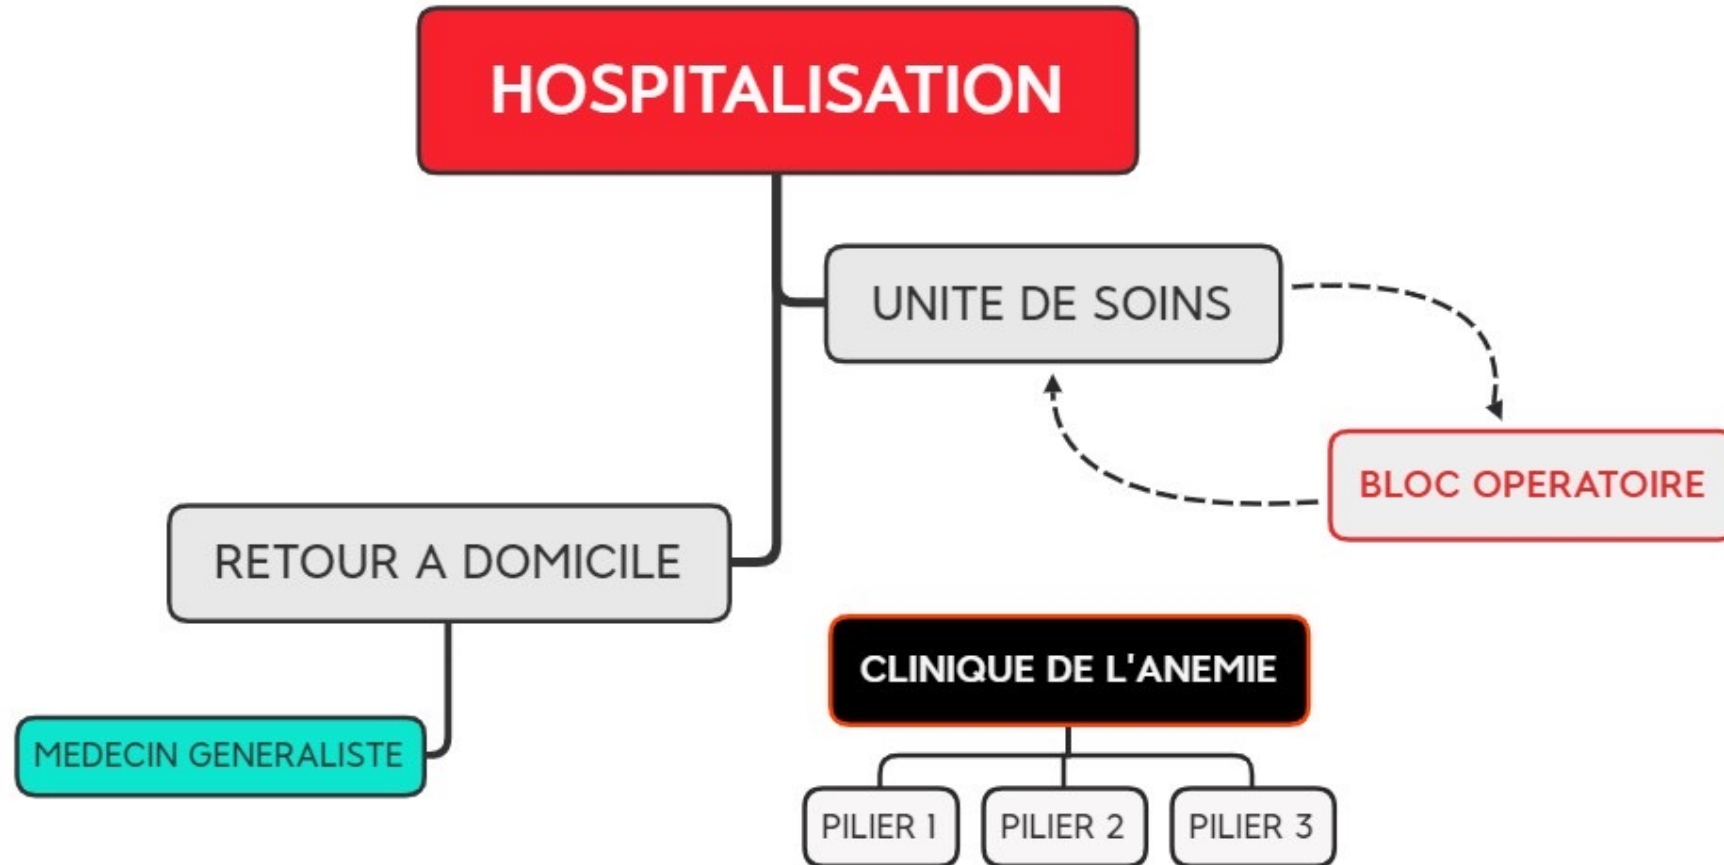 HOSPITALISATION
UNITE DE SOINS
BLOC OPERATOIRE
RETOUR A DOMICILE
CLINIQUE DE L'ANEMIE
MEDECIN GENERALISTE
PILIER 1
PILIER 2
PILIER 3